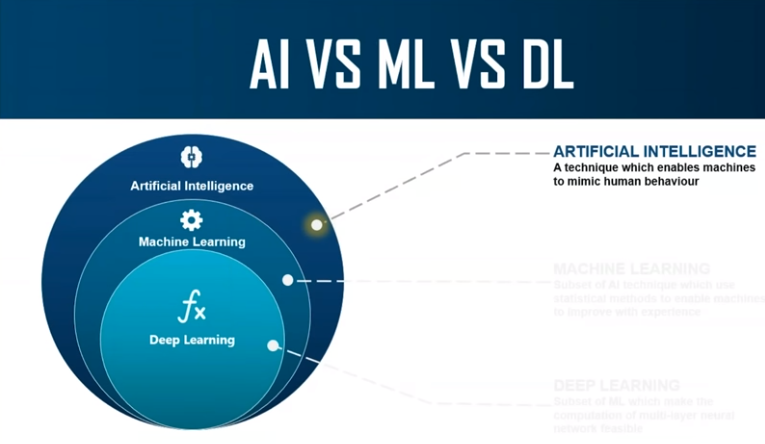 AI VS ML VS DL
Artificial Intelligence
Machine Learning
fx
Deep Learning
ARTIFICIAL INTELLIGENCE
A technique which enables machines
to mimic human behaviour
MACHINE LEARNING
Subset of AI technique which use
statistical methods to enable machines
to improve with experience
DEEP LEARNING
Subset of ML which make the
computation of multi-layer neural
network feasible